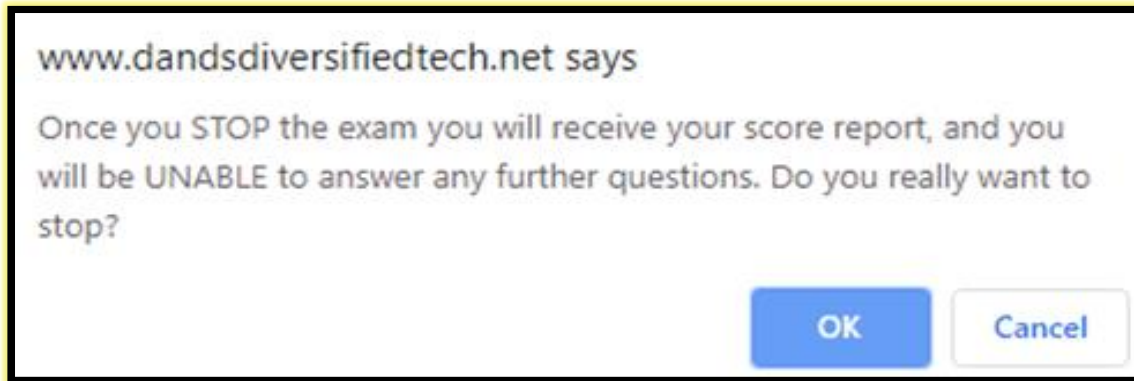 www.dandsdiversifiedtech.net says
Once you STOP the exam you will receive your score report, and you
will be UNABLE to answer any further questions. Do you really want to
stop?
OK
Cancel